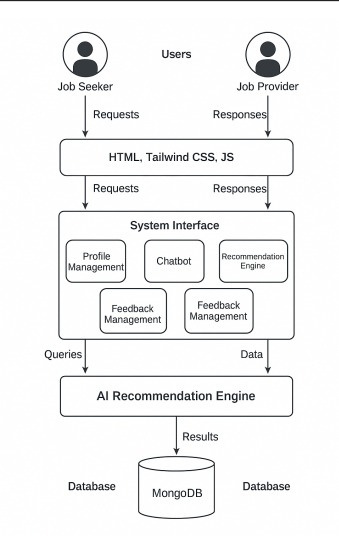 Users
Job Seeker
Job Provider
Requests
Responses
HTML, Tailwind CSS, JS
Requests
Responses
System Interface
Profile
Management
Chatbot
Recommendation
Engine
Feedback
Management
Feedback
Management
Queries
Data
AI Recommendation Engine
Results
Database
MongoDB
Database